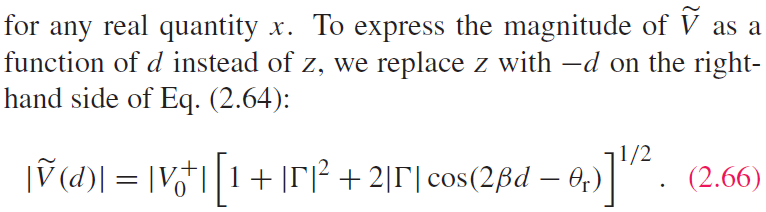 for any real quantity x. To express the magnitude of Ṽ as a
function of d instead of z, we replace z with −d on the right-
hand side of Eq. (2.64):
|Ṽ(d)| = |V₀⁺| [1 + |Γ|² + 2|Γ| cos(2βd − θᵣ)]^{1/2}. (2.66)